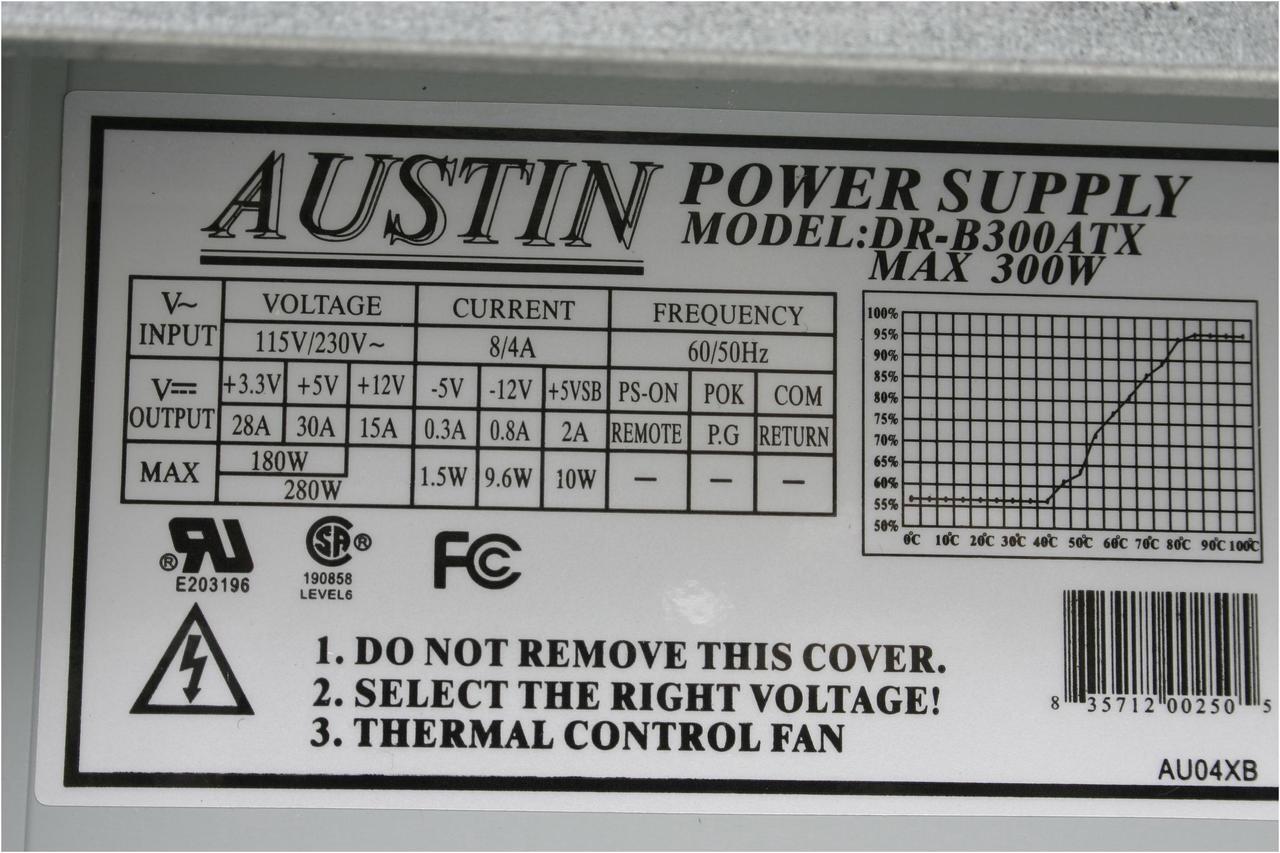 AUSTIN POWER SUPPLY
MODEL:DR-B300ATX
MAX 300W
V~ INPUT VOLTAGE CURRENT FREQUENCY
115V/230V~ 8/4A 60/50Hz
V⎓ OUTPUT +3.3V +5V +12V -5V -12V +5VSB PS-ON POK COM
28A 30A 15A 0.3A 0.8A 2A REMOTE P.G RETURN
MAX 180W 1.5W 9.6W 10W — — —
280W
100%
95%
90%
85%
80%
75%
70%
65%
60%
55%
50%
0°C 10°C 20°C 30°C 40°C 50°C 60°C 70°C 80°C 90°C 100°C
® RU SA ® FC
E203196
190858
LEVEL6
1. DO NOT REMOVE THIS COVER.
2. SELECT THE RIGHT VOLTAGE!
3. THERMAL CONTROL FAN
8 35712 00250 5
AU04XB